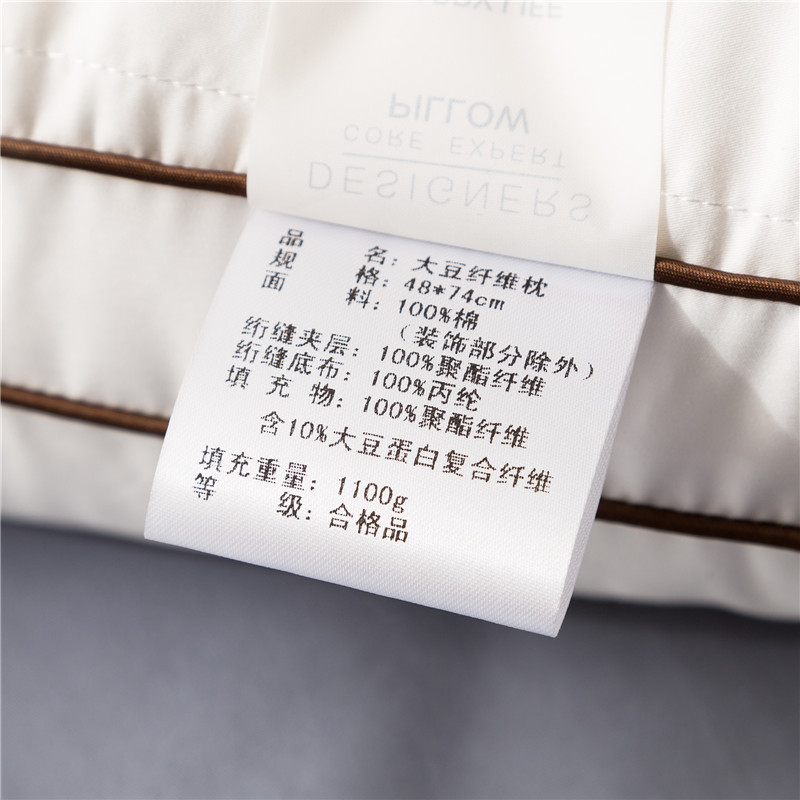 PPY LIFE
PILLOW
CORE EXPERT
DESIGNERS
品 名：大豆纤维枕
规 格：48*74cm
面 料：100%棉
（装饰部分除外）
绗缝夹层：100%聚酯纤维
绗缝底布：100%丙纶
填 充 物：100%聚酯纤维
含10%大豆蛋白复合纤维
填充重量：1100g
等 级：合格品